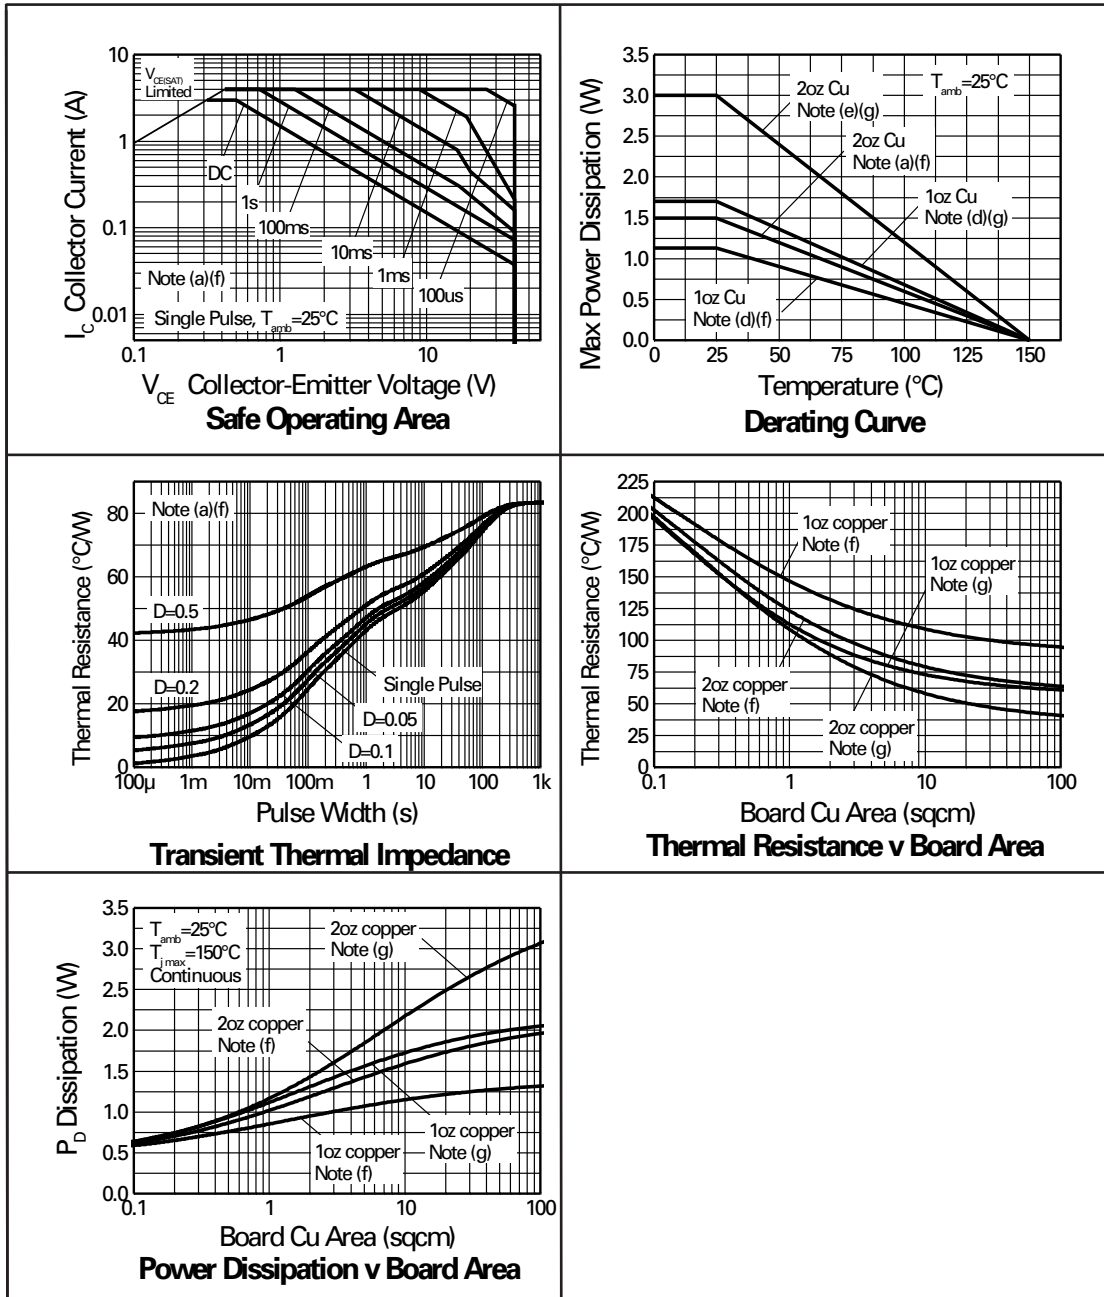 10
1
0.1
0.01
I_C Collector Current (A)
V_CE(SAT)
Limited
DC
1s
100ms
10ms
1ms
100us
Note (a)(f)
Single Pulse, T_amb=25°C
0.1 1 10
V_CE Collector-Emitter Voltage (V)
Safe Operating Area
3.5
3.0
2.5
2.0
1.5
1.0
0.5
0.0
Max Power Dissipation (W)
T_amb=25°C
2oz Cu
Note (e)(g)
2oz Cu
Note (a)(f)
1oz Cu
Note (d)(g)
1oz Cu
Note (d)(f)
0 25 50 75 100 125 150
Temperature (°C)
Derating Curve
80
60
40
20
0
Thermal Resistance (°C/W)
Note (a)(f)
D=0.5
D=0.2
Single Pulse
D=0.05
D=0.1
100µ 1m 10m 100m 1 10 100 1k
Pulse Width (s)
Transient Thermal Impedance
225
200
175
150
125
100
75
50
25
0
Thermal Resistance (°C/W)
1oz copper
Note (f)
1oz copper
Note (g)
2oz copper
Note (f)
2oz copper
Note (g)
0.1 1 10 100
Board Cu Area (sqcm)
Thermal Resistance v Board Area
3.5
3.0
2.5
2.0
1.5
1.0
0.5
0.0
P_D Dissipation (W)
T_amb=25°C
T_j max=150°C
Continuous
2oz copper
Note (g)
2oz copper
Note (f)
1oz copper
Note (g)
1oz copper
Note (f)
0.1 1 10 100
Board Cu Area (sqcm)
Power Dissipation v Board Area